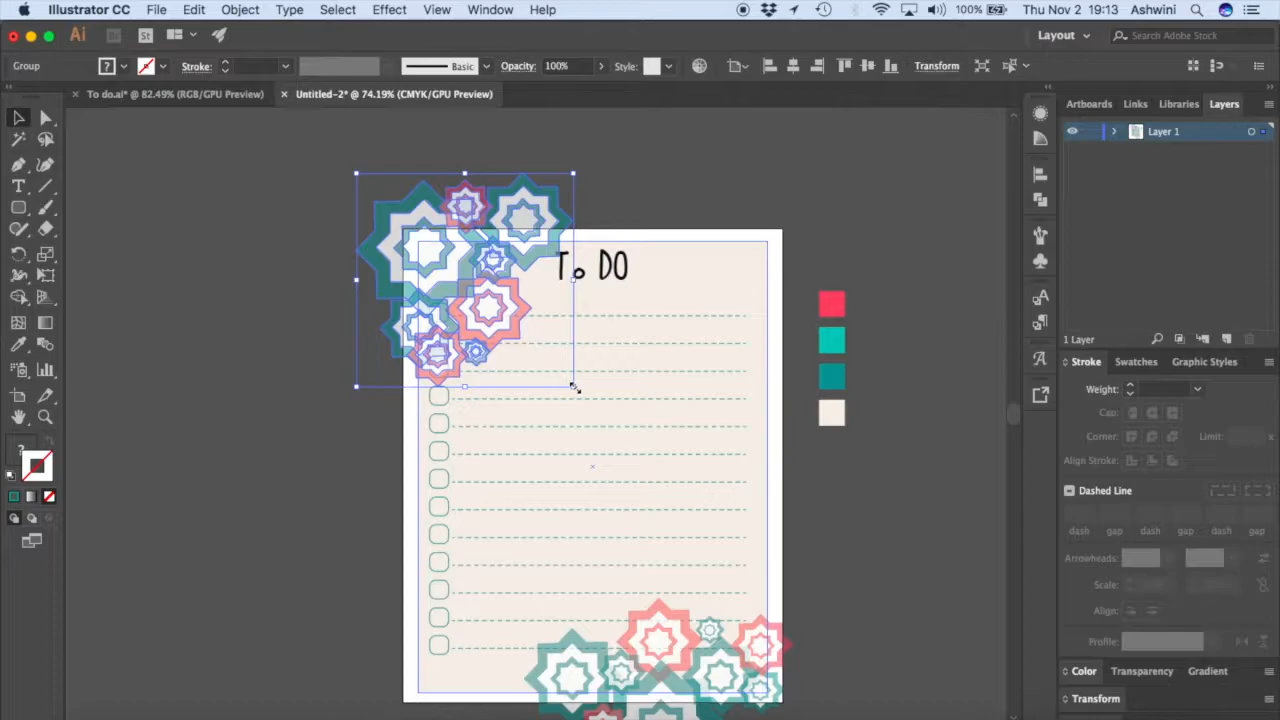 Illustrator CC File Edit Object Type Select Effect View Window Help 100% Thu Nov 2 19:13 Ashwini
Ai Br St Layout Search Adobe Stock
Group ? Stroke: Basic Opacity: 100% Style: Transform
× To do.ai* @ 82.49% (RGB/GPU Preview) × Untitled-2* @ 74.19% (CMYK/GPU Preview)
Artboards Links Libraries Layers
Layer 1
To DO
1 Layer
Stroke Swatches Graphic Styles
Weight:
Cap:
Corner: Limit:
Align Stroke:
Dashed Line
dash gap dash gap dash gap
Arrowheads:
Scale:
Align:
Profile:
Color Transparency Gradient
Transform
?